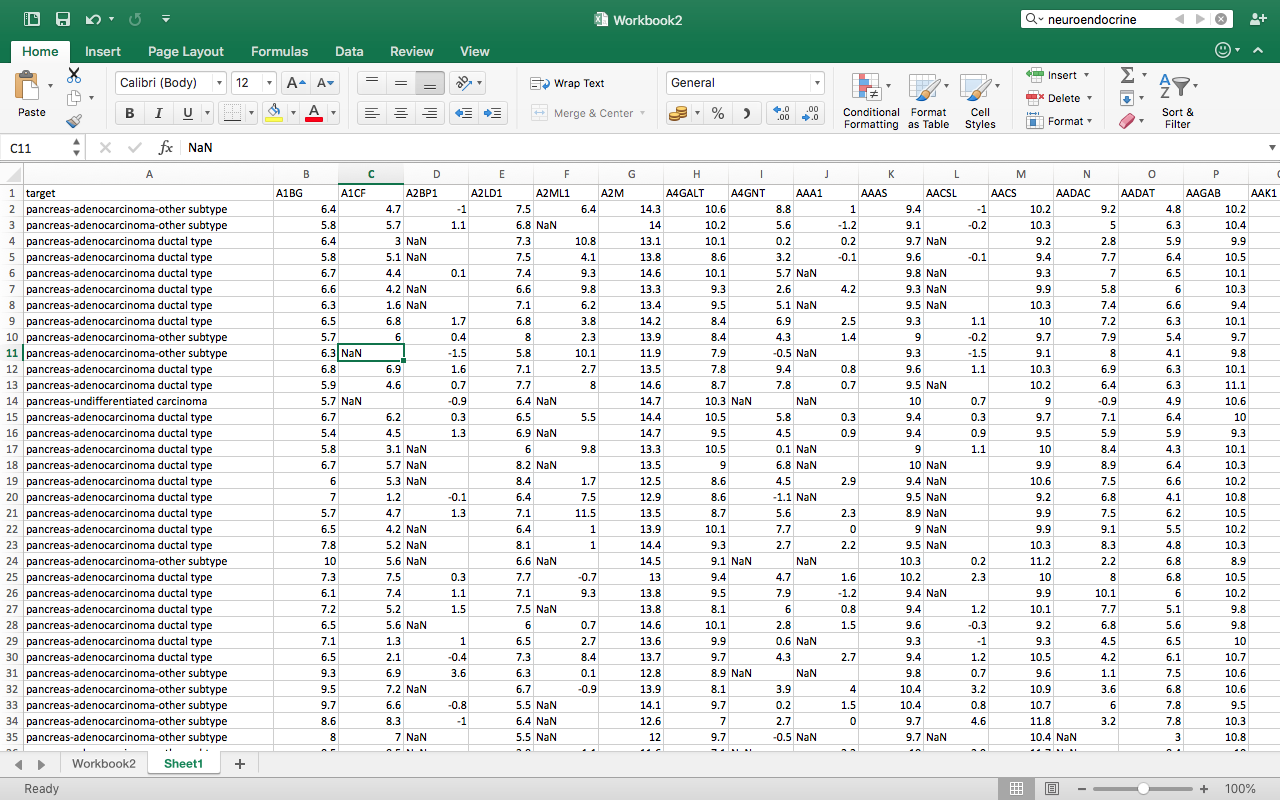 Workbook2
neuroendocrine
Home Insert Page Layout Formulas Data Review View
Calibri (Body) 12 A A Wrap Text General Insert
Paste B I U A Merge & Center % Conditional Formatting Format as Table Cell Styles Delete Format Sort & Filter
C11 fx NaN
A B C D E F G H I J K L M N O P
1 target A1BG A1CF A2BP1 A2LD1 A2ML1 A2M A4GALT A4GNT AAA1 AAAS AACSL AACS AADAC AADAT AAGAB AAK1
2 pancreas-adenocarcinoma-other subtype 6.4 4.7 -1 7.5 6.4 14.3 10.6 8.8 1 9.4 -1 10.2 9.2 4.8 10.2
3 pancreas-adenocarcinoma-other subtype 5.8 5.7 1.1 6.8 NaN 14 10.2 5.6 -1.2 9.1 -0.2 10.3 5 6.3 10.4
4 pancreas-adenocarcinoma ductal type 6.4 3 NaN 7.3 10.8 13.1 10.1 0.2 0.2 9.7 NaN 9.2 2.8 5.9 9.9
5 pancreas-adenocarcinoma ductal type 5.8 5.1 NaN 7.5 4.1 13.8 8.6 3.2 -0.1 9.6 -0.1 9.4 7.7 6.4 10.5
6 pancreas-adenocarcinoma ductal type 6.7 4.4 0.1 7.4 9.3 14.6 10.1 5.7 NaN 9.8 NaN 9.3 7 6.5 10.1
7 pancreas-adenocarcinoma ductal type 6.6 4.2 NaN 6.6 9.8 13.3 9.3 2.6 4.2 9.3 NaN 9.9 5.8 6 10.3
8 pancreas-adenocarcinoma ductal type 6.3 1.6 NaN 7.1 6.2 13.4 9.5 5.1 NaN 9.5 NaN 10.3 7.4 6.6 9.4
9 pancreas-adenocarcinoma ductal type 6.5 6.8 1.7 6.8 3.8 14.2 8.4 6.9 2.5 9.3 1.1 10 7.2 6.3 10.1
10 pancreas-adenocarcinoma-other subtype 5.7 6 0.4 8 2.3 13.9 8.4 4.3 1.4 9 -0.2 9.7 7.9 5.4 9.7
11 pancreas-adenocarcinoma-other subtype 6.3 NaN -1.5 5.8 10.1 11.9 7.9 -0.5 NaN 9.3 -1.5 9.1 8 4.1 9.8
12 pancreas-adenocarcinoma ductal type 6.8 6.9 1.6 7.1 2.7 13.5 7.8 9.4 0.8 9.6 1.1 10.3 6.9 6.3 10.1
13 pancreas-adenocarcinoma ductal type 5.9 4.6 0.7 7.7 8 14.6 8.7 7.8 0.7 9.5 NaN 10.2 6.4 6.3 11.1
14 pancreas-undifferentiated carcinoma 5.7 NaN -0.9 6.4 NaN 14.7 10.3 NaN NaN 10 0.7 9 -0.9 4.9 10.6
15 pancreas-adenocarcinoma ductal type 6.7 6.2 0.3 6.5 5.5 14.4 10.5 5.8 0.3 9.4 0.3 9.7 7.1 6.4 10
16 pancreas-adenocarcinoma ductal type 5.4 4.5 1.3 6.9 NaN 14.7 9.5 4.5 0.9 9.4 0.9 9.5 5.9 5.9 9.3
17 pancreas-adenocarcinoma ductal type 5.8 3.1 NaN 6 9.8 13.3 10.5 0.1 NaN 9 1.1 10 8.4 4.3 10.1
18 pancreas-adenocarcinoma ductal type 6.7 5.7 NaN 8.2 NaN 13.5 9 6.8 NaN 10 NaN 9.9 8.9 6.4 10.3
19 pancreas-adenocarcinoma ductal type 6 5.3 NaN 8.4 1.7 12.5 8.6 4.5 2.9 9.4 NaN 10.6 7.5 6.6 10.2
20 pancreas-adenocarcinoma ductal type 7 1.2 -0.1 6.4 7.5 12.9 8.6 -1.1 NaN 9.5 NaN 9.2 6.8 4.1 10.8
21 pancreas-adenocarcinoma ductal type 5.7 4.7 1.3 7.1 11.5 13.5 8.7 5.6 2.3 8.9 NaN 9.9 7.5 6.2 10.5
22 pancreas-adenocarcinoma ductal type 6.5 4.2 NaN 6.4 1 13.9 10.1 7.7 0 9 NaN 9.9 9.1 5.5 10.2
23 pancreas-adenocarcinoma ductal type 7.8 5.2 NaN 8.1 1 14.4 9.3 2.7 2.2 9.5 NaN 10.3 8.3 4.8 10.3
24 pancreas-adenocarcinoma-other subtype 10 5.6 NaN 6.6 NaN 14.5 9.1 NaN NaN 10.3 0.2 11.2 2.2 6.8 8.9
25 pancreas-adenocarcinoma ductal type 7.3 7.5 0.3 7.7 -0.7 13 9.4 4.7 1.6 10.2 2.3 10 8 6.8 10.5
26 pancreas-adenocarcinoma ductal type 6.1 7.4 1.1 7.1 9.3 13.8 9.5 7.9 -1.2 9.4 NaN 9.9 10.1 6 10.2
27 pancreas-adenocarcinoma ductal type 7.2 5.2 1.5 7.5 NaN 13.8 8.1 6 0.8 9.4 1.2 10.1 7.7 5.1 9.8
28 pancreas-adenocarcinoma ductal type 6.5 5.6 NaN 6 0.7 14.6 10.1 2.8 1.5 9.6 -0.3 9.2 6.8 5.6 9.8
29 pancreas-adenocarcinoma ductal type 7.1 1.3 1 6.5 2.7 13.6 9.9 0.6 NaN 9.3 -1 9.3 4.5 6.5 10
30 pancreas-adenocarcinoma ductal type 6.5 2.1 -0.4 7.3 8.4 13.7 9.7 4.3 2.7 9.4 1.2 10.5 4.2 6.1 10.7
31 pancreas-adenocarcinoma-other subtype 9.3 6.9 3.6 6.3 0.1 12.8 8.9 NaN NaN 9.8 0.7 9.6 1.1 7.5 10.6
32 pancreas-adenocarcinoma-other subtype 9.5 7.2 NaN 6.7 -0.9 13.9 8.1 3.9 4 10.4 3.2 10.9 3.6 6.8 10.6
33 pancreas-adenocarcinoma-other subtype 9.7 6.6 -0.8 5.5 NaN 14.1 9.7 0.2 1.5 10.4 0.8 10.7 6 7.8 9.5
34 pancreas-adenocarcinoma-other subtype 8.6 8.3 -1 6.4 NaN 12.6 7 2.7 0 9.7 4.6 11.8 3.2 7.8 10.3
35 pancreas-adenocarcinoma-other subtype 8 7 NaN 5.5 NaN 12 9.7 -0.5 NaN 9.7 NaN 10.4 NaN 3 10.8
Workbook2 Sheet1 +
Ready 100%